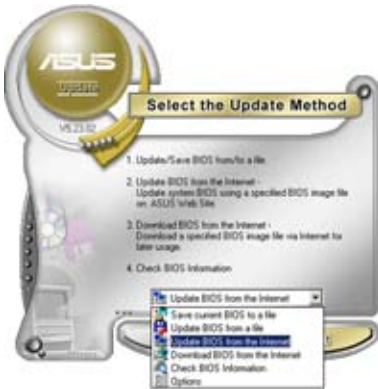 ASUS
Update
V5.23.02
Select the Update Method
1. Update/Save BIOS from/to a file.
2. Update BIOS from the Internet -
Update system BIOS using a specified BIOS image file
on ASUS Web Site
3. Download BIOS from the Internet -
Download a specified BIOS image file via Internet for
later usage.
4. Check BIOS Information
Update BIOS from the Internet
Save current BIOS to a file
Update BIOS from a file
Update BIOS from the Internet
Download BIOS from the Internet
Check BIOS Information
Options